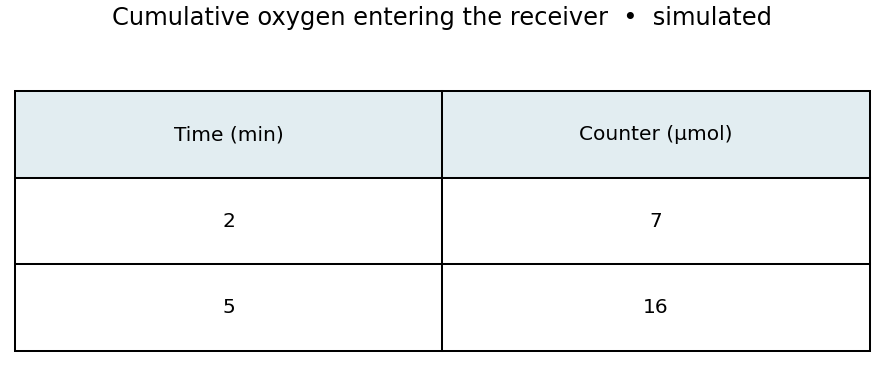 Cumulative oxygen entering the receiver • simulated
Time (min) Counter (µmol)
2 7
5 16